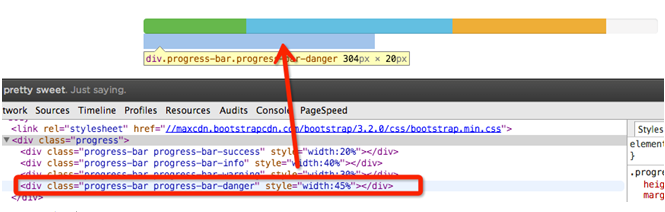 div.progress-bar.progress-bar-danger 304px × 20px
pretty sweet. Just saying.
twork Sources Timeline Profiles Resources Audits Console PageSpeed
<link rel="stylesheet" href="//maxcdn.bootstrapcdn.com/bootstrap/3.2.0/css/bootstrap.min.css">
Styles
▼<div class="progress">
elemen
<div class="progress-bar progress-bar-success" style="width:20%"></div>
}
<div class="progress-bar progress-bar-info" style="width:40%"></div>
.progre
<div class="progress-bar progress-bar-warning" style="width:30%"></div>
heig
<div class="progress-bar progress-bar-danger" style="width:45%"></div>
marg